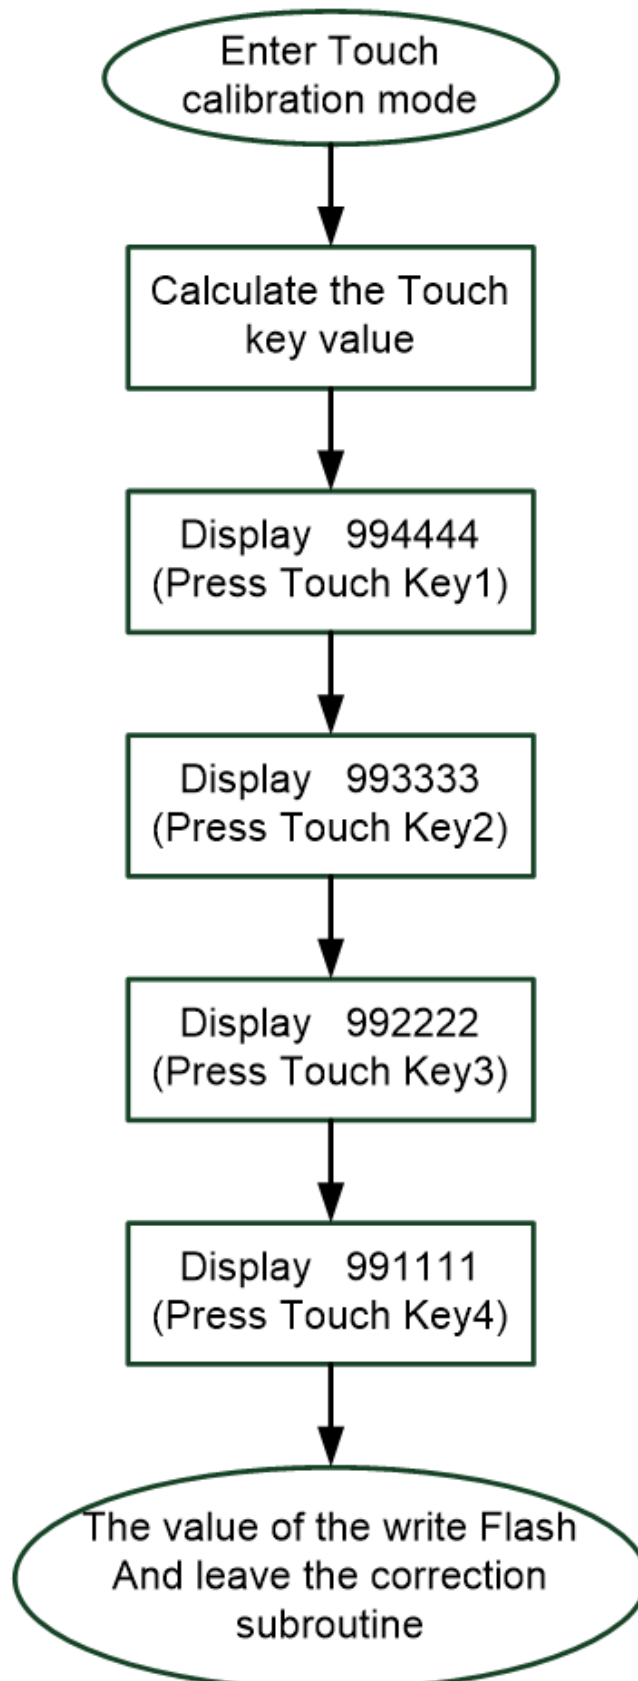 Enter Touch
calibration mode
Calculate the Touch
key value
Display 994444
(Press Touch Key1)
Display 993333
(Press Touch Key2)
Display 992222
(Press Touch Key3)
Display 991111
(Press Touch Key4)
The value of the write Flash
And leave the correction
subroutine